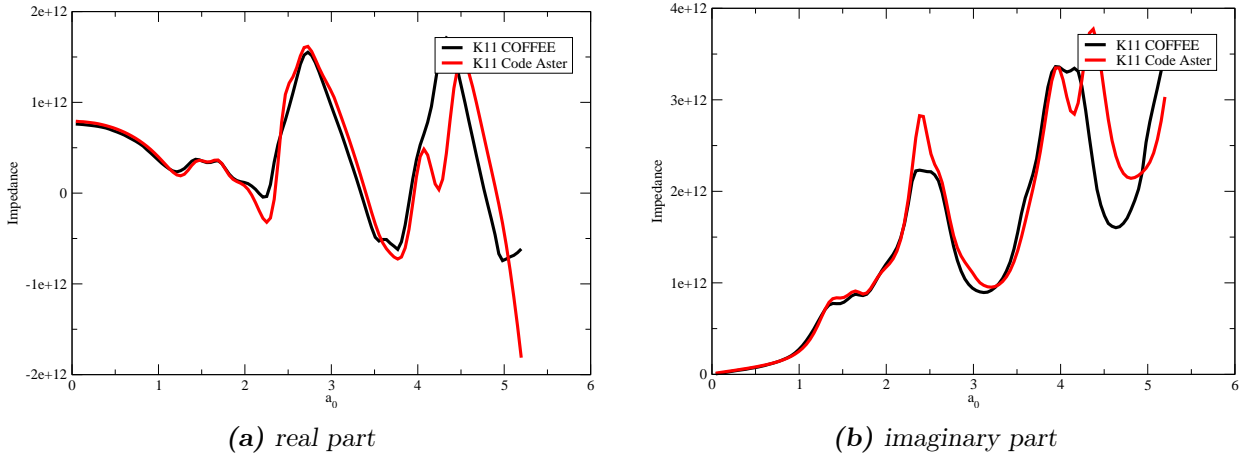 2e+12
1e+12
0
-1e+12
-2e+12
Impedance
0 1 2 3 4 5 6
a0
K11 COFFEE
K11 Code Aster
(a) real part
4e+12
3e+12
2e+12
1e+12
0
Impedance
0 1 2 3 4 5 6
a0
K11 COFFEE
K11 Code Aster
(b) imaginary part